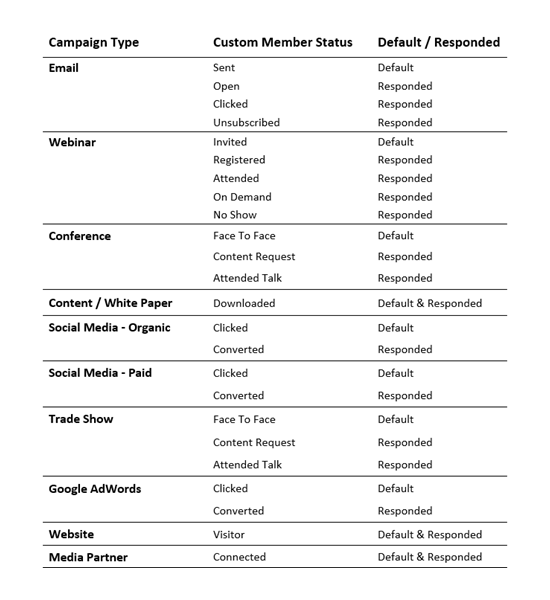 Campaign Type Custom Member Status Default / Responded
Email Sent Default
Open Responded
Clicked Responded
Unsubscribed Responded
Webinar Invited Default
Registered Responded
Attended Responded
On Demand Responded
No Show Responded
Conference Face To Face Default
Content Request Responded
Attended Talk Responded
Content / White Paper Downloaded Default & Responded
Social Media - Organic Clicked Default
Converted Responded
Social Media - Paid Clicked Default
Converted Responded
Trade Show Face To Face Default
Content Request Responded
Attended Talk Responded
Google AdWords Clicked Default
Converted Responded
Website Visitor Default & Responded
Media Partner Connected Default & Responded